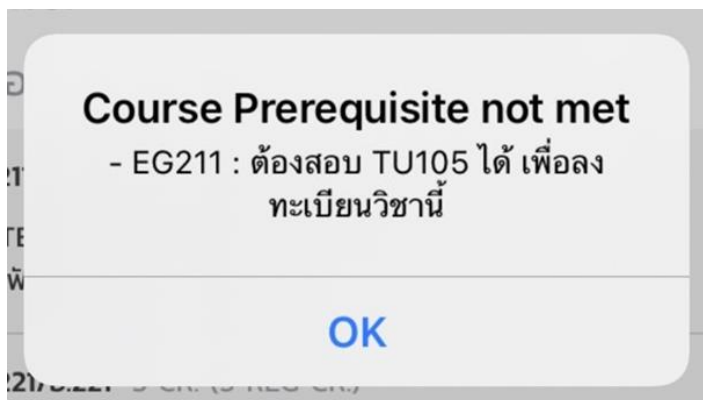 Course Prerequisite not met
- EG211 : ต้องสอบ TU105 ได้ เพื่อลง
ทะเบียนวิชานี้
OK